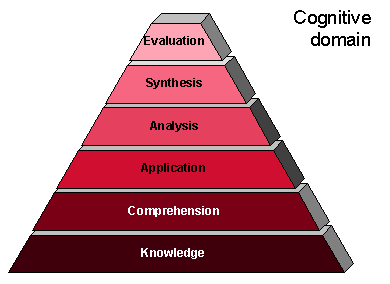 Cognitive
domain
Evaluation
Synthesis
Analysis
Application
Comprehension
Knowledge